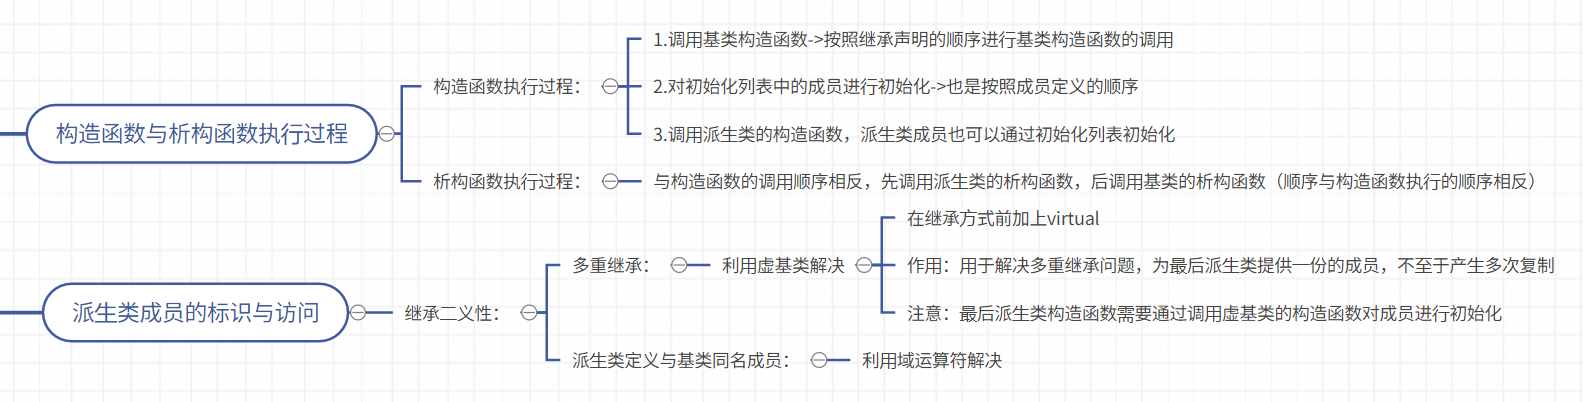 构造函数与析构函数执行过程
构造函数执行过程：
1.调用基类构造函数->按照继承声明的顺序进行基类构造函数的调用
2.对初始化列表中的成员进行初始化->也是按照成员定义的顺序
3.调用派生类的构造函数，派生类成员也可以通过初始化列表初始化
析构函数执行过程：
与构造函数的调用顺序相反，先调用派生类的析构函数，后调用基类的析构函数（顺序与构造函数执行的顺序相反）
派生类成员的标识与访问
继承二义性：
多重继承：
利用虚基类解决
在继承方式前加上virtual
作用：用于解决多重继承问题，为最后派生类提供一份的成员，不至于产生多次复制
注意：最后派生类构造函数需要通过调用虚基类的构造函数对成员进行初始化
派生类定义与基类同名成员：
利用域运算符解决